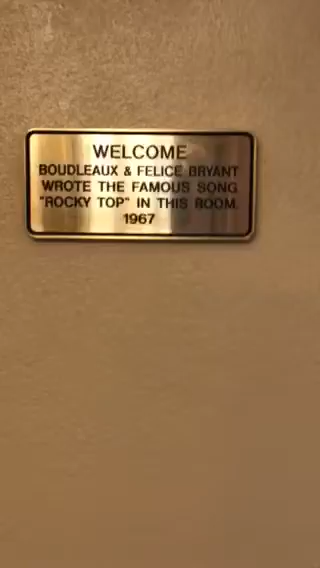 WELCOME
BOUDLEAUX & FELICE BRYANT
WROTE THE FAMOUS SONG
"ROCKY TOP" IN THIS ROOM.
1967